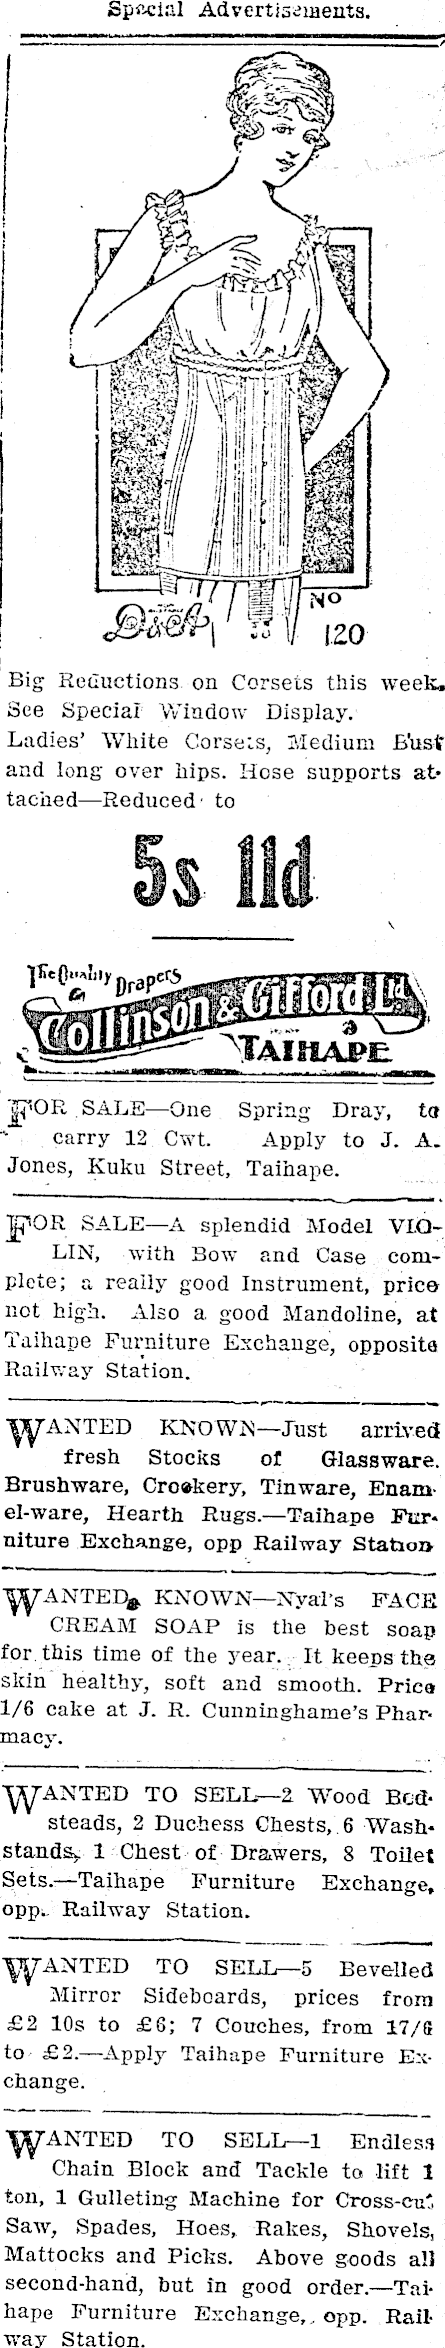 Special Advertisements.
D&A
No
120
Big Reductions on Corsets this week.
See Special Window Display.
Ladies' White Corsets, Medium Bust
and long over hips. Hose supports at-
tached—Reduced to
5s 11d
The Quality Drapers
Collinson & Gifford Ltd
TAIHAPE
FOR SALE—One Spring Dray, to
carry 12 Cwt. Apply to J. A.
Jones, Kuku Street, Taihape.
FOR SALE—A splendid Model VIO-
LIN, with Bow and Case com-
plete; a really good Instrument, price
not high. Also a good Mandoline, at
Taihape Furniture Exchange, opposite
Railway Station.
WANTED KNOWN—Just arrived
fresh Stocks of Glassware.
Brushware, Crockery, Tinware, Enam-
el-ware, Hearth Rugs.—Taihape Fur-
niture Exchange, opp Railway Station
WANTED KNOWN—Nyal's FACE
CREAM SOAP is the best soap
for this time of the year. It keeps the
skin healthy, soft and smooth. Price
1/6 cake at J. R. Cunninghame's Phar-
macy.
WANTED TO SELL—2 Wood Bed-
steads, 2 Duchess Chests, 6 Wash-
stands, 1 Chest of Drawers, 8 Toilet
Sets.—Taihape Furniture Exchange,
opp. Railway Station.
WANTED TO SELL—5 Bevelled
Mirror Sideboards, prices from
£2 10s to £6; 7 Couches, from 17/6
to £2.—Apply Taihape Furniture Ex-
change.
WANTED TO SELL—1 Endless
Chain Block and Tackle to lift 1
ton, 1 Gulleting Machine for Cross-cut
Saw, Spades, Hoes, Rakes, Shovels,
Mattocks and Picks. Above goods all
second-hand, but in good order.—Tai-
hape Furniture Exchange, opp. Rail-
way Station.